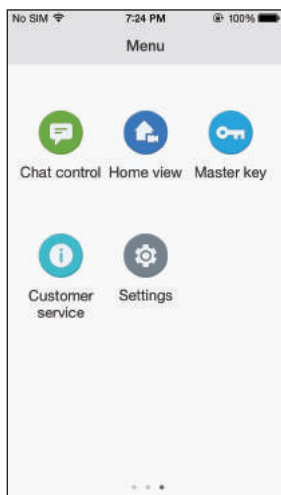 No SIM 7:24 PM 100%
Menu
Chat control Home view Master key
Customer Settings
service